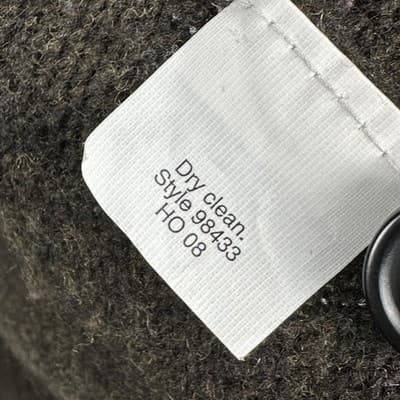 Dry clean.
Style 98433
HO 08